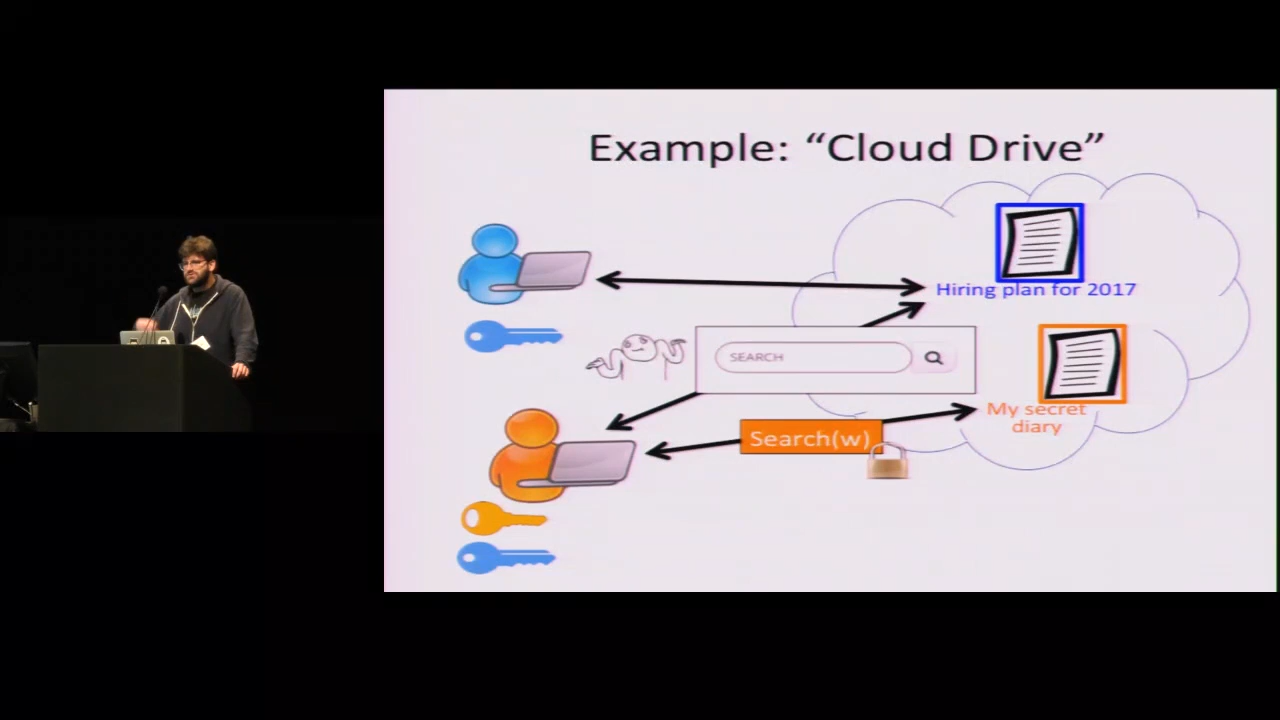 Example: “Cloud Drive”
Hiring plan for 2017
SEARCH
My secret
diary
Search(w)